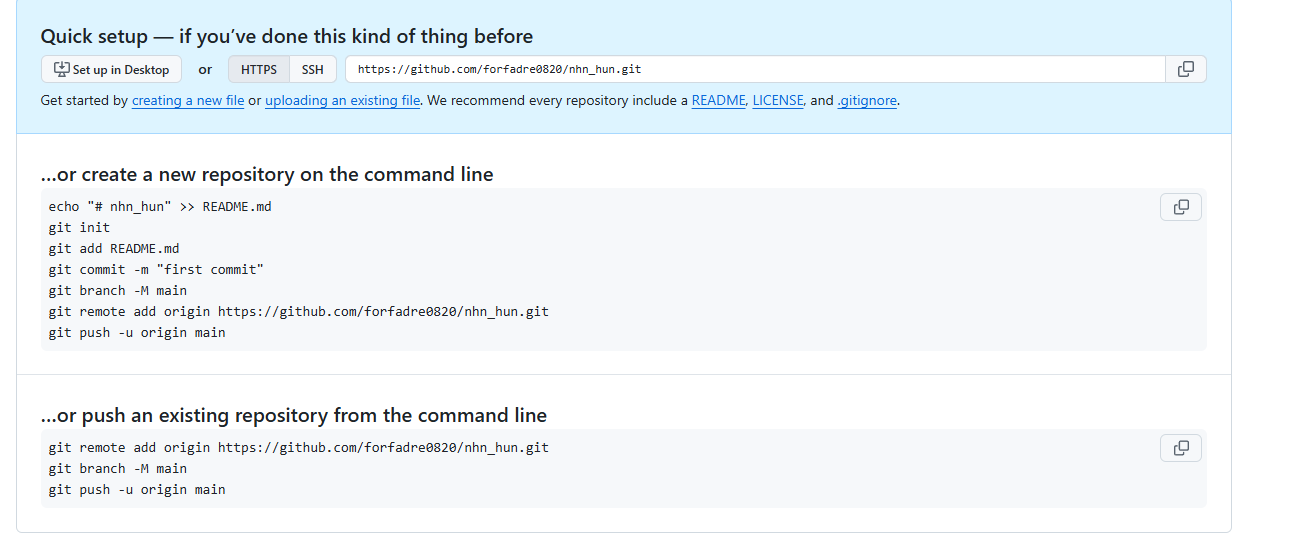 Quick setup — if you’ve done this kind of thing before
Set up in Desktop or HTTPS SSH https://github.com/forfadre0820/nhn_hun.git
Get started by creating a new file or uploading an existing file. We recommend every repository include a README, LICENSE, and .gitignore.
…or create a new repository on the command line
echo "# nhn_hun" >> README.md
git init
git add README.md
git commit -m "first commit"
git branch -M main
git remote add origin https://github.com/forfadre0820/nhn_hun.git
git push -u origin main
…or push an existing repository from the command line
git remote add origin https://github.com/forfadre0820/nhn_hun.git
git branch -M main
git push -u origin main